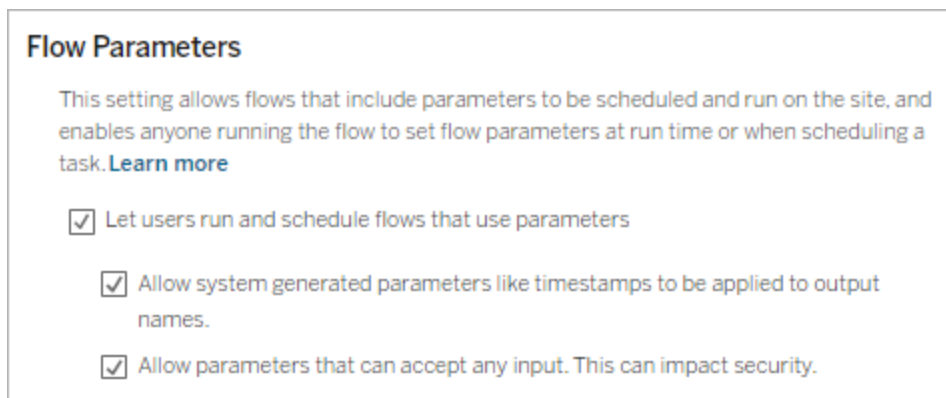 Flow Parameters
This setting allows flows that include parameters to be scheduled and run on the site, and
enables anyone running the flow to set flow parameters at run time or when scheduling a
task. Learn more
Let users run and schedule flows that use parameters
Allow system generated parameters like timestamps to be applied to output
names.
Allow parameters that can accept any input. This can impact security.